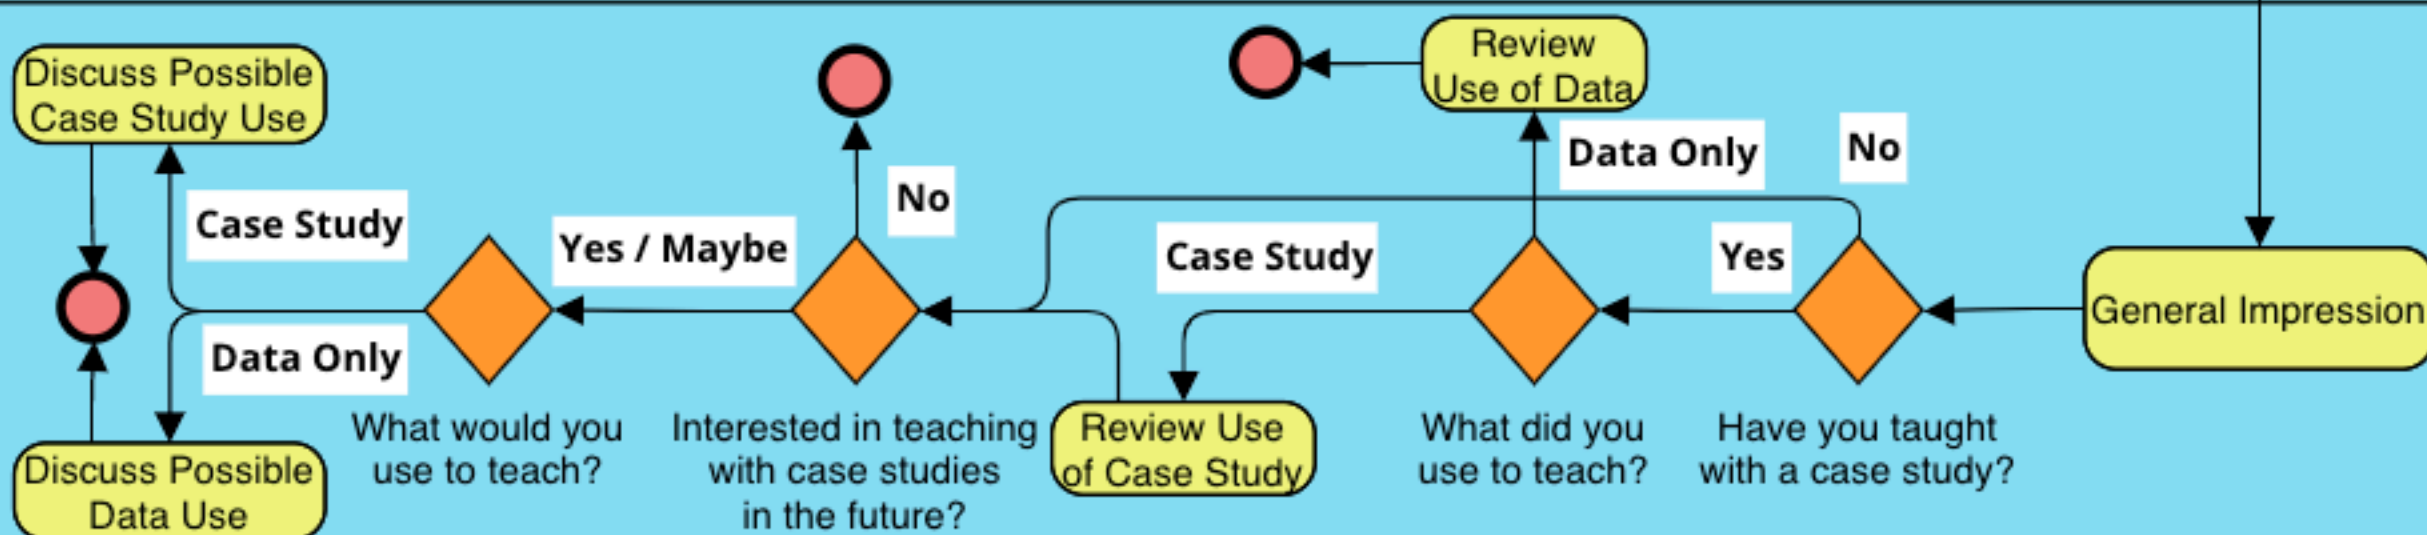 Discuss Possible
Case Study Use
Review
Use of Data
Data Only
No
No
Case Study
Yes / Maybe
Case Study
Yes
General Impression
Data Only
What would you
use to teach?
Interested in teaching
with case studies
in the future?
Review Use
of Case Study
What did you
use to teach?
Have you taught
with a case study?
Discuss Possible
Data Use